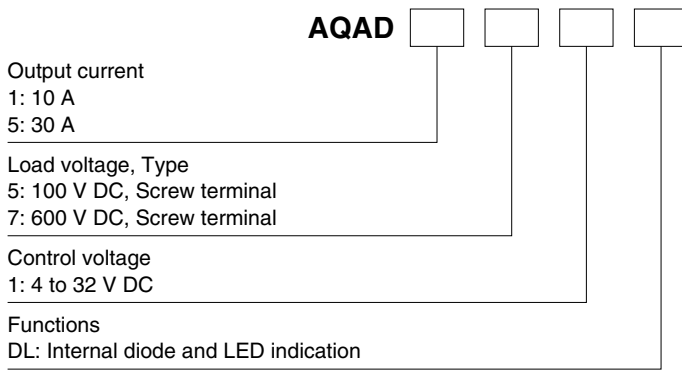 AQAD
Output current
1: 10 A
5: 30 A
Load voltage, Type
5: 100 V DC, Screw terminal
7: 600 V DC, Screw terminal
Control voltage
1: 4 to 32 V DC
Functions
DL: Internal diode and LED indication